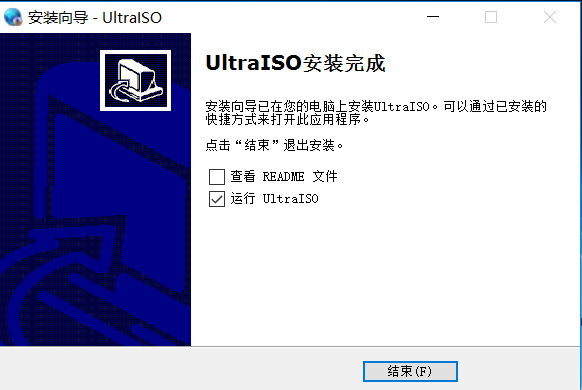 安装向导 - UltraISO
UltraISO安装完成
安装向导已在您的电脑上安装UltraISO。可以通过已安装的
快捷方式来打开此应用程序。
点击“结束”退出安装。
查看 README 文件
运行 UltraISO
结束(F)